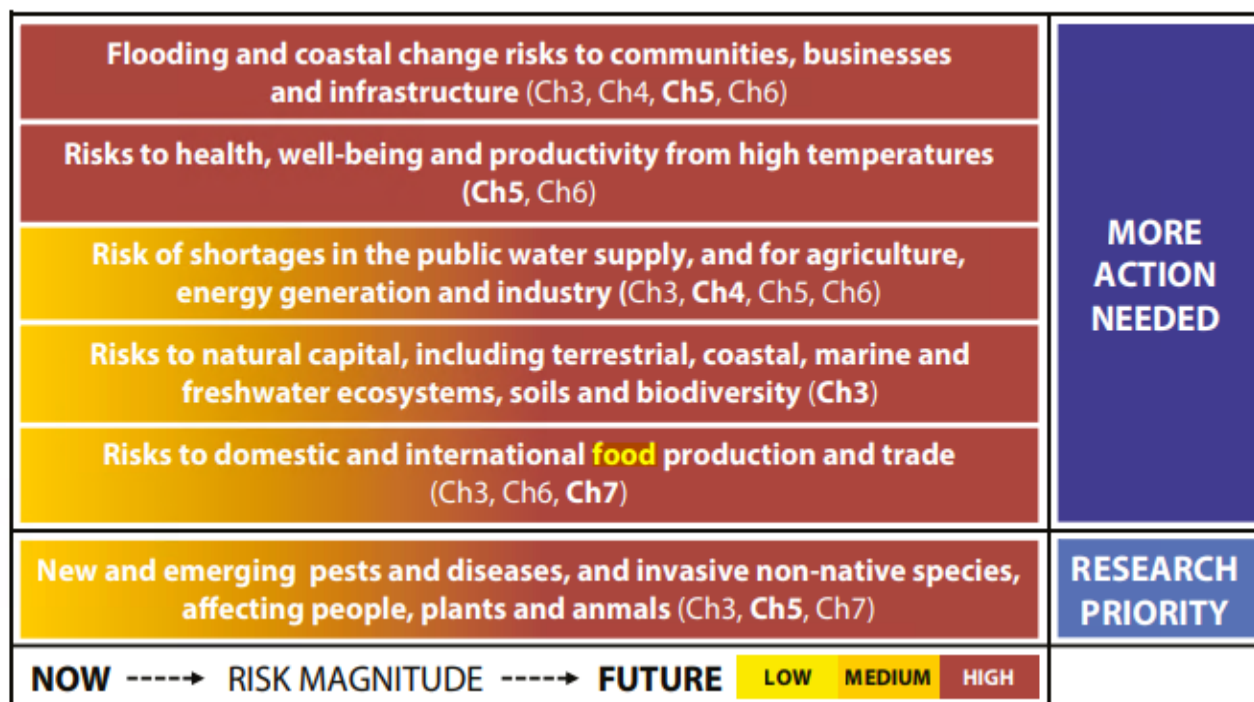 Flooding and coastal change risks to communities, businesses
and infrastructure (Ch3, Ch4, Ch5, Ch6)
Risks to health, well-being and productivity from high temperatures
(Ch5, Ch6)
Risk of shortages in the public water supply, and for agriculture,
energy generation and industry (Ch3, Ch4, Ch5, Ch6)
Risks to natural capital, including terrestrial, coastal, marine and
freshwater ecosystems, soils and biodiversity (Ch3)
Risks to domestic and international food production and trade
(Ch3, Ch6, Ch7)
MORE
ACTION
NEEDED
New and emerging pests and diseases, and invasive non-native species,
affecting people, plants and anmals (Ch3, Ch5, Ch7)
RESEARCH
PRIORITY
NOW RISK MAGNITUDE FUTURE LOW MEDIUM HIGH